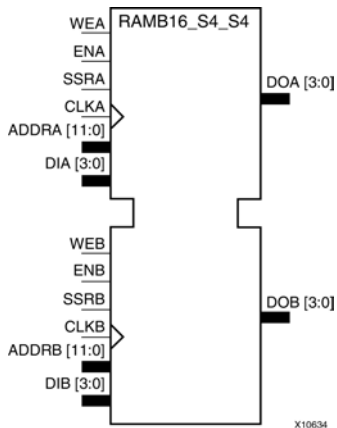 RAMB16_S4_S4
WEA
ENA
SSRA
CLKA
ADDRA [11:0]
DIA [3:0]
DOA [3:0]
WEB
ENB
SSRB
CLKB
ADDRB [11:0]
DIB [3:0]
DOB [3:0]
X10634